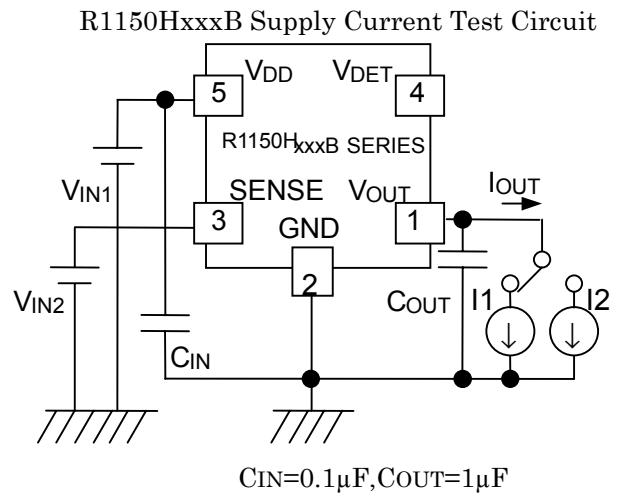 R1150HxxxB Supply Current Test Circuit
VDD VDET
5 4
R1150HxxxB SERIES
SENSE VOUT IOUT
VIN1
3 GND 1
2
VIN2 COUT I1 I2
CIN
CIN=0.1µF,COUT=1µF